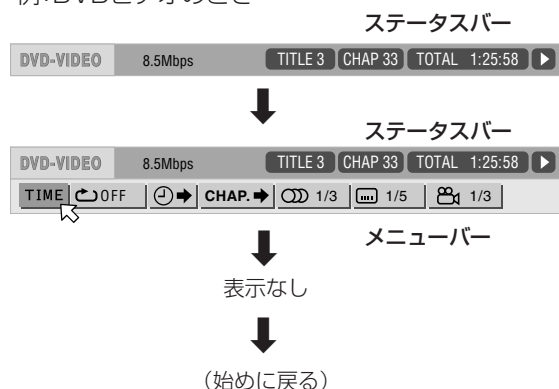 例:DVDビデオのとき
ステータスバー
DVD-VIDEO 8.5Mbps TITLE 3 CHAP 33 TOTAL 1:25:58
ステータスバー
DVD-VIDEO 8.5Mbps TITLE 3 CHAP 33 TOTAL 1:25:58
TIME OFF CHAP. 1/3 1/5 1/3
メニューバー
表示なし
(始めに戻る)